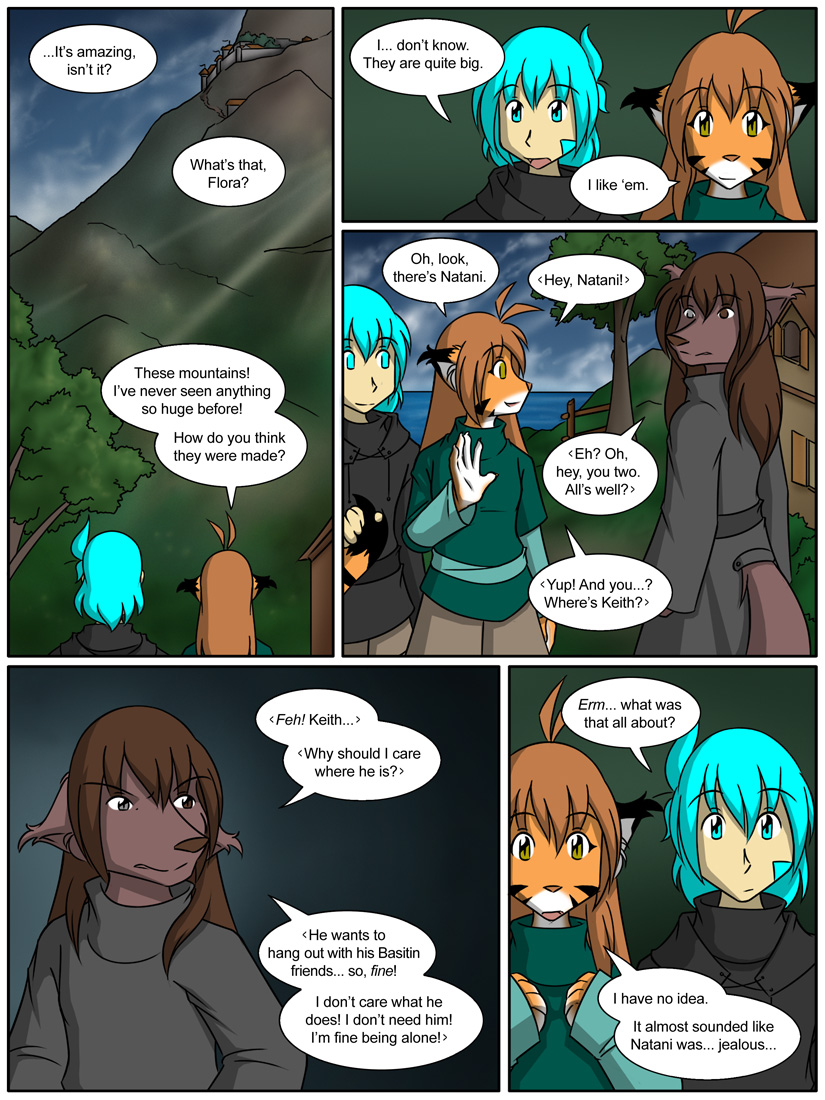 ...It's amazing,
isn't it?
What's that,
Flora?
These mountains!
I've never seen anything
so huge before!
How do you think
they were made?
I... don't know.
They are quite big.
I like ‘em.
Oh, look,
there's Natani.
‹Hey, Natani!›
‹Eh? Oh,
hey, you two.
All's well?›
‹Yup! And you...?
Where's Keith?›
‹Feh! Keith...›
‹Why should I care
where he is?›
‹He wants to
hang out with his Basitin
friends... so, fine!
I don't care what he
does! I don't need him!
I'm fine being alone!›
Erm... what was
that all about?
I have no idea.
It almost sounded like
Natani was... jealous...